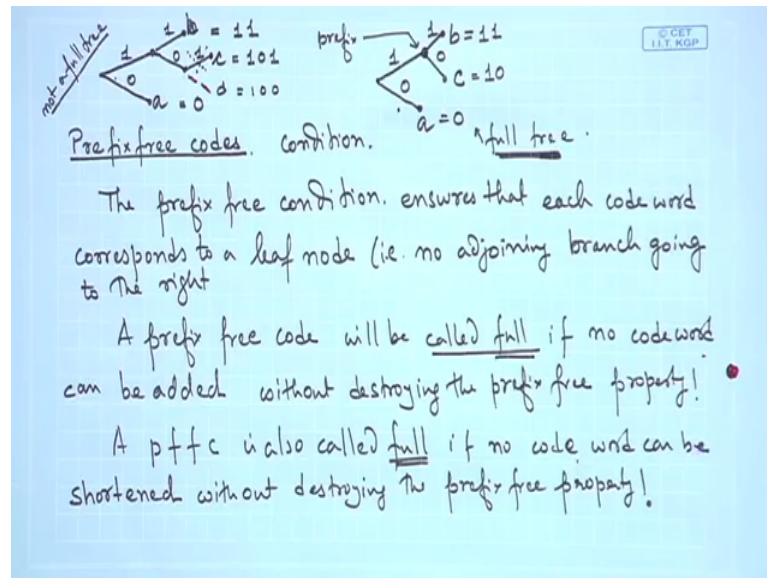 not a full tree
1 1 b = 11
0 1 c = 101
0 d = 100
0 a = 0
prefix
1 1 b = 11
0 c = 10
0 a = 0
full tree.
© CET
I.I.T. KGP
Prefix free codes. condition.
The prefix free condition. ensures that each code word
corresponds to a leaf node (i.e. no adjoining branch going
to the right
A prefix free code will be called full if no codeword
can be added without destroying the prefix free property!
A pffc is also called full if no code word can be
shortened without destroying the prefix free property!